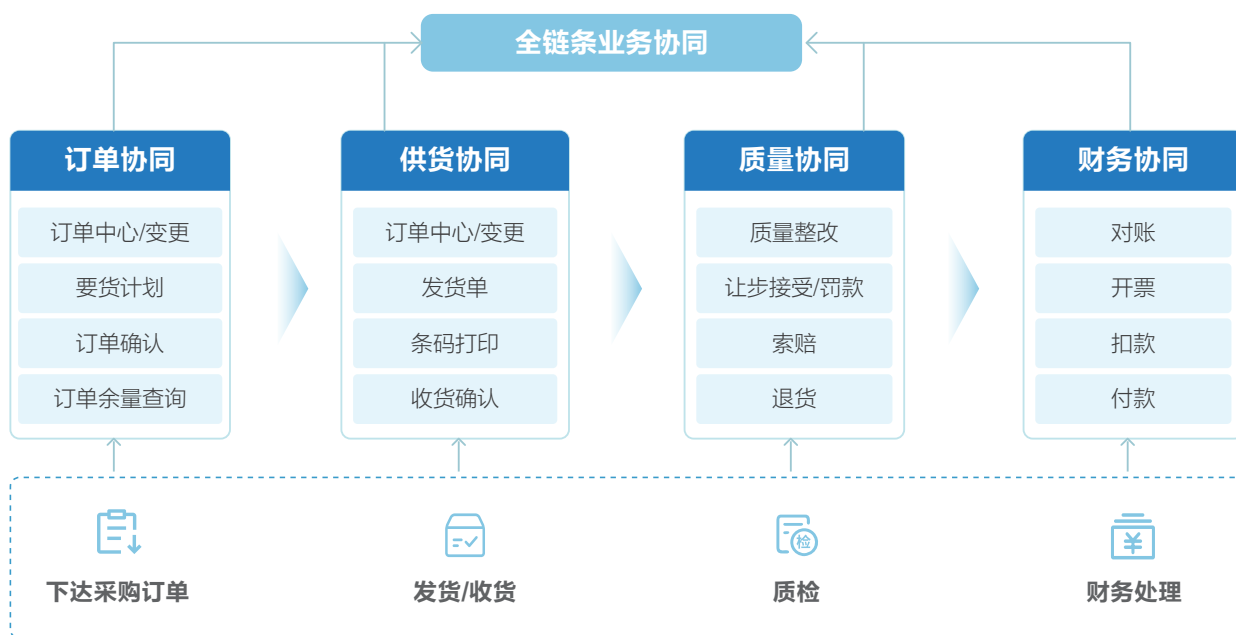 全链条业务协同
订单协同
供货协同
质量协同
财务协同
订单中心/变更
要货计划
订单确认
订单余量查询
订单中心/变更
发货单
条码打印
收货确认
质量整改
让步接受/罚款
索赔
退货
对账
开票
扣款
付款
检
¥
下达采购订单
发货/收货
质检
财务处理